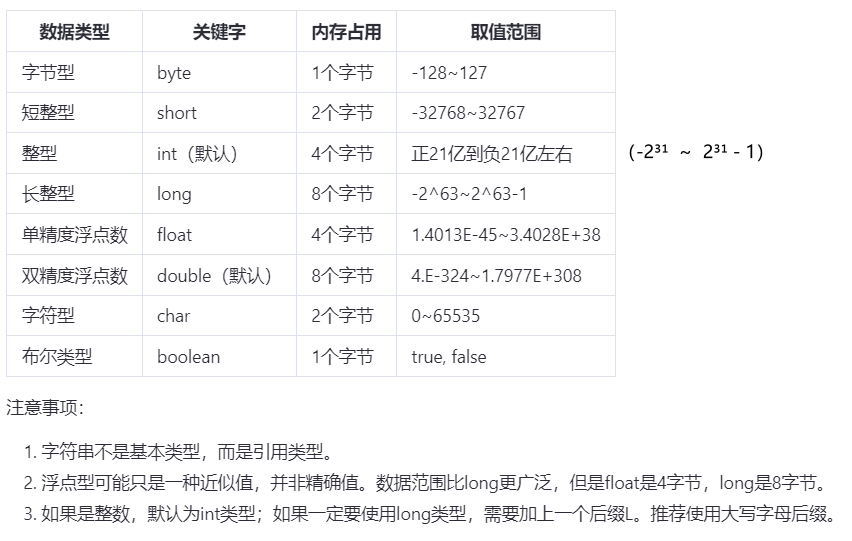 数据类型 关键字 内存占用 取值范围
字节型 byte 1个字节 -128~127
短整型 short 2个字节 -32768~32767
整型 int（默认） 4个字节 正21亿到负21亿左右 （-2³¹ ~ 2³¹ - 1）
长整型 long 8个字节 -2^63~2^63-1
单精度浮点数 float 4个字节 1.4013E-45~3.4028E+38
双精度浮点数 double（默认） 8个字节 4.E-324~1.7977E+308
字符型 char 2个字节 0~65535
布尔类型 boolean 1个字节 true, false
注意事项：
1. 字符串不是基本类型，而是引用类型。
2. 浮点型可能只是一种近似值，并非精确值。数据范围比long更广泛，但是float是4字节，long是8字节。
3. 如果是整数，默认为int类型；如果一定要使用long类型，需要加上一个后缀L。推荐使用大写字母后缀。